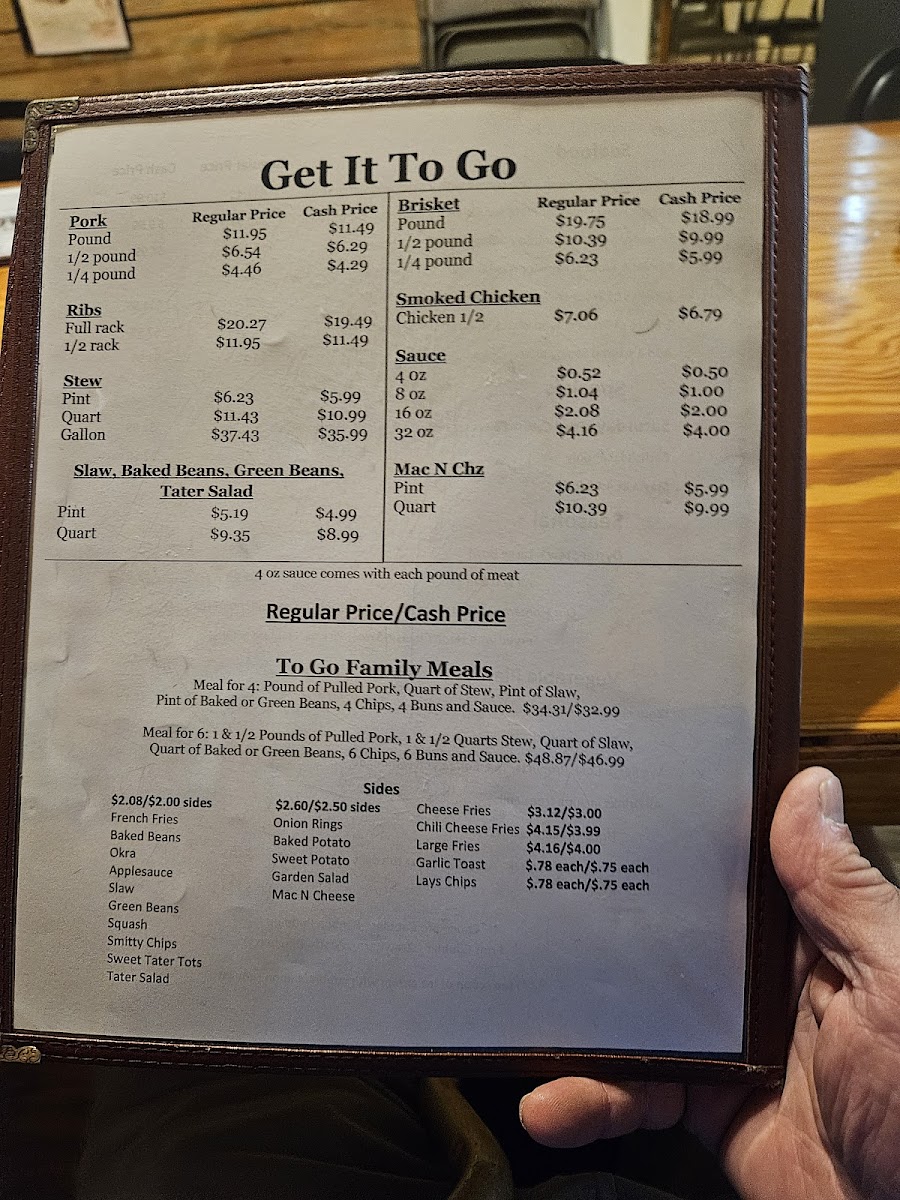 Get It To Go
Pork Regular Price Cash Price
Pound $11.95 $11.49
1/2 pound $6.54 $6.29
1/4 pound $4.46 $4.29
Ribs
Full rack $20.27 $19.49
1/2 rack $11.95 $11.49
Stew
Pint $6.23 $5.99
Quart $11.43 $10.99
Gallon $37.43 $35.99
Slaw, Baked Beans, Green Beans,
Tater Salad
Pint $5.19 $4.99
Quart $9.35 $8.99
Brisket Regular Price Cash Price
Pound $19.75 $18.99
1/2 pound $10.39 $9.99
1/4 pound $6.23 $5.99
Smoked Chicken
Chicken 1/2 $7.06 $6.79
Sauce
4 oz $0.52 $0.50
8 oz $1.04 $1.00
16 oz $2.08 $2.00
32 oz $4.16 $4.00
Mac N Chz
Pint $6.23 $5.99
Quart $10.39 $9.99
4 oz sauce comes with each pound of meat
Regular Price/Cash Price
To Go Family Meals
Meal for 4: Pound of Pulled Pork, Quart of Stew, Pint of Slaw,
Pint of Baked or Green Beans, 4 Chips, 4 Buns and Sauce. $34.31/$32.99
Meal for 6: 1 & 1/2 Pounds of Pulled Pork, 1 & 1/2 Quarts Stew, Quart of Slaw,
Quart of Baked or Green Beans, 6 Chips, 6 Buns and Sauce. $48.87/$46.99
Sides
$2.08/$2.00 sides
French Fries
Baked Beans
Okra
Applesauce
Slaw
Green Beans
Squash
Smitty Chips
Sweet Tater Tots
Tater Salad
$2.60/$2.50 sides
Onion Rings
Baked Potato
Sweet Potato
Garden Salad
Mac N Cheese
Cheese Fries $3.12/$3.00
Chili Cheese Fries $4.15/$3.99
Large Fries $4.16/$4.00
Garlic Toast $.78 each/$.75 each
Lays Chips $.78 each/$.75 each